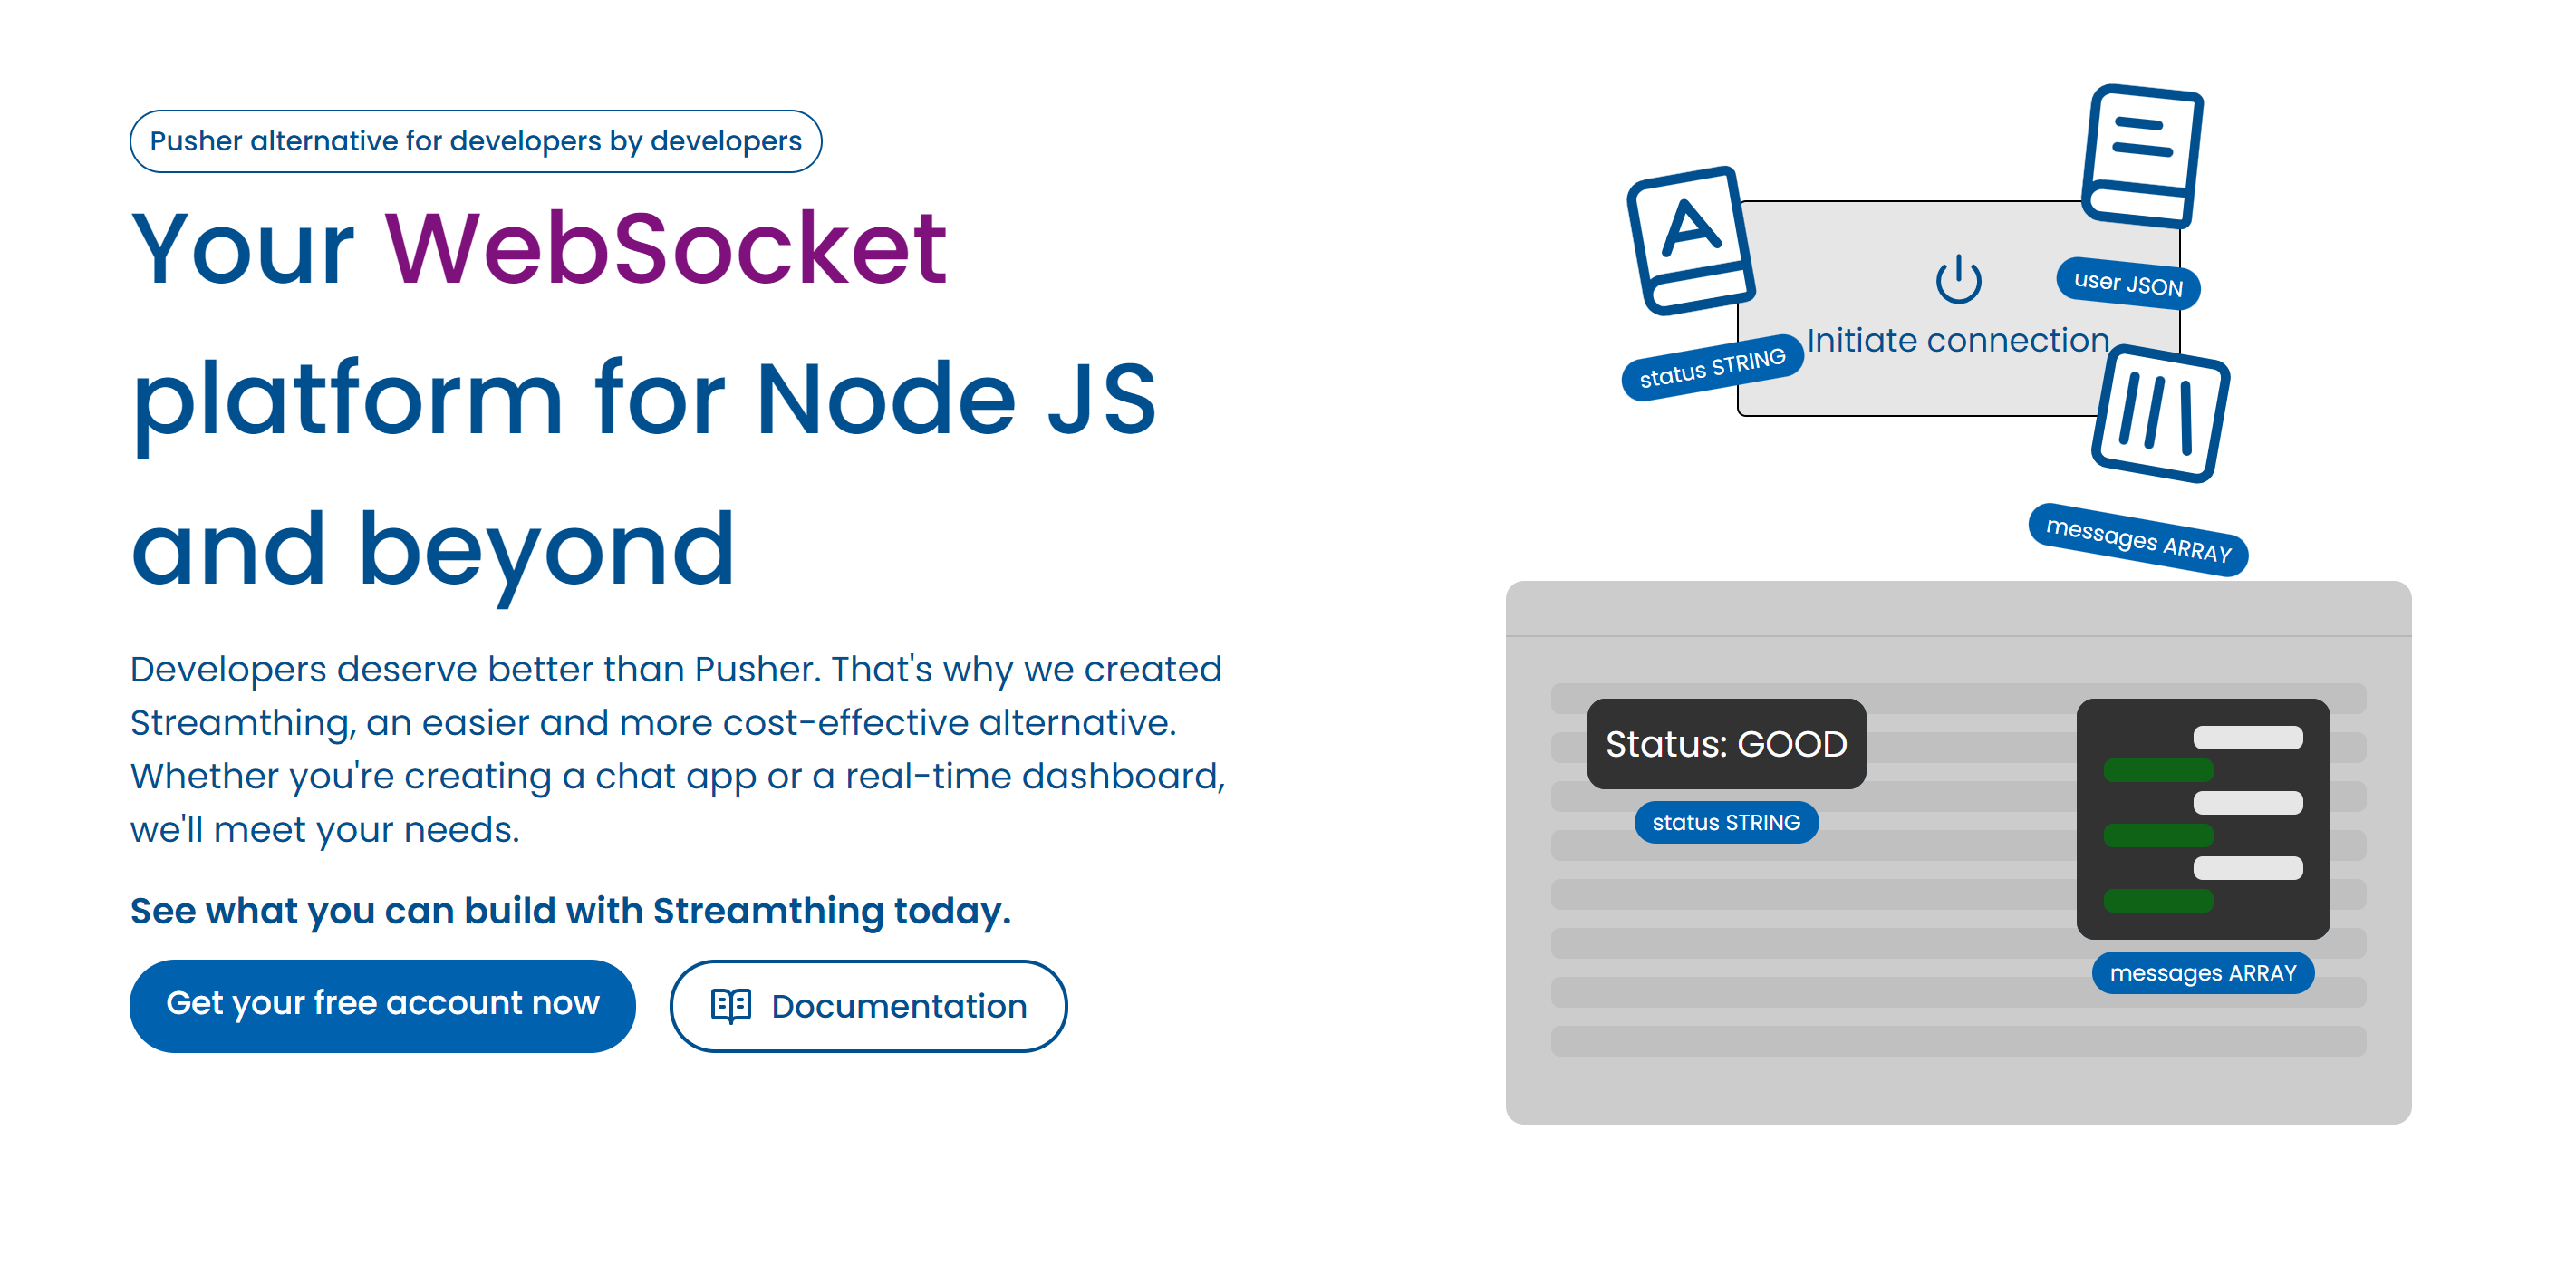 Pusher alternative for developers by developers
Your WebSocket
platform for Node JS
and beyond
Developers deserve better than Pusher. That's why we created
Streamthing, an easier and more cost-effective alternative.
Whether you're creating a chat app or a real-time dashboard,
we'll meet your needs.
See what you can build with Streamthing today.
Get your free account now
Documentation
A
user JSON
Initiate connection
status STRING
messages ARRAY
Status: GOOD
status STRING
messages ARRAY